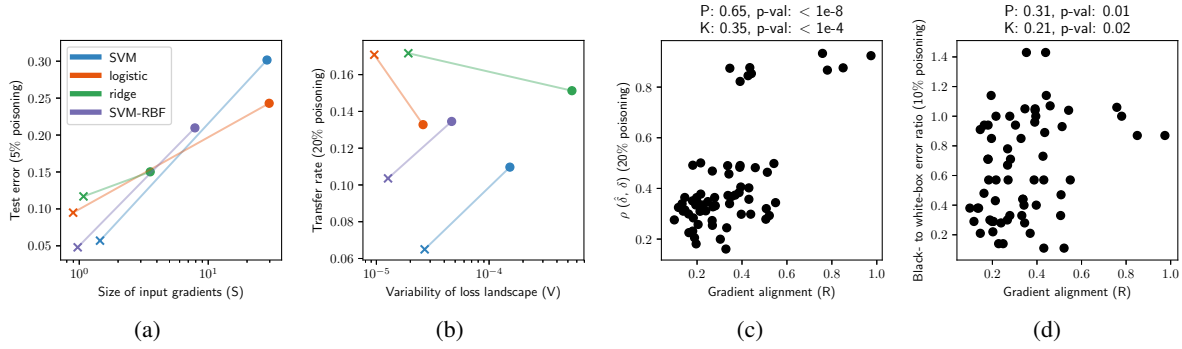 0.30
0.25
0.20
0.15
0.10
0.05
Test error (5% poisoning)
SVM
logistic
ridge
SVM-RBF
10⁰
10¹
Size of input gradients (S)
(a)
0.16
0.14
0.12
0.10
0.08
0.06
Transfer rate (20% poisoning)
10⁻⁵
10⁻⁴
Variability of loss landscape (V)
(b)
P: 0.65, p-val: < 1e-8
K: 0.35, p-val: < 1e-4
0.8
0.6
0.4
0.2
ρ (δ̂, δ) (20% poisoning)
0.2 0.4 0.6 0.8 1.0
Gradient alignment (R)
(c)
P: 0.31, p-val: 0.01
K: 0.21, p-val: 0.02
1.4
1.2
1.0
0.8
0.6
0.4
0.2
Black- to white-box error ratio (10% poisoning)
0.2 0.4 0.6 0.8 1.0
Gradient alignment (R)
(d)